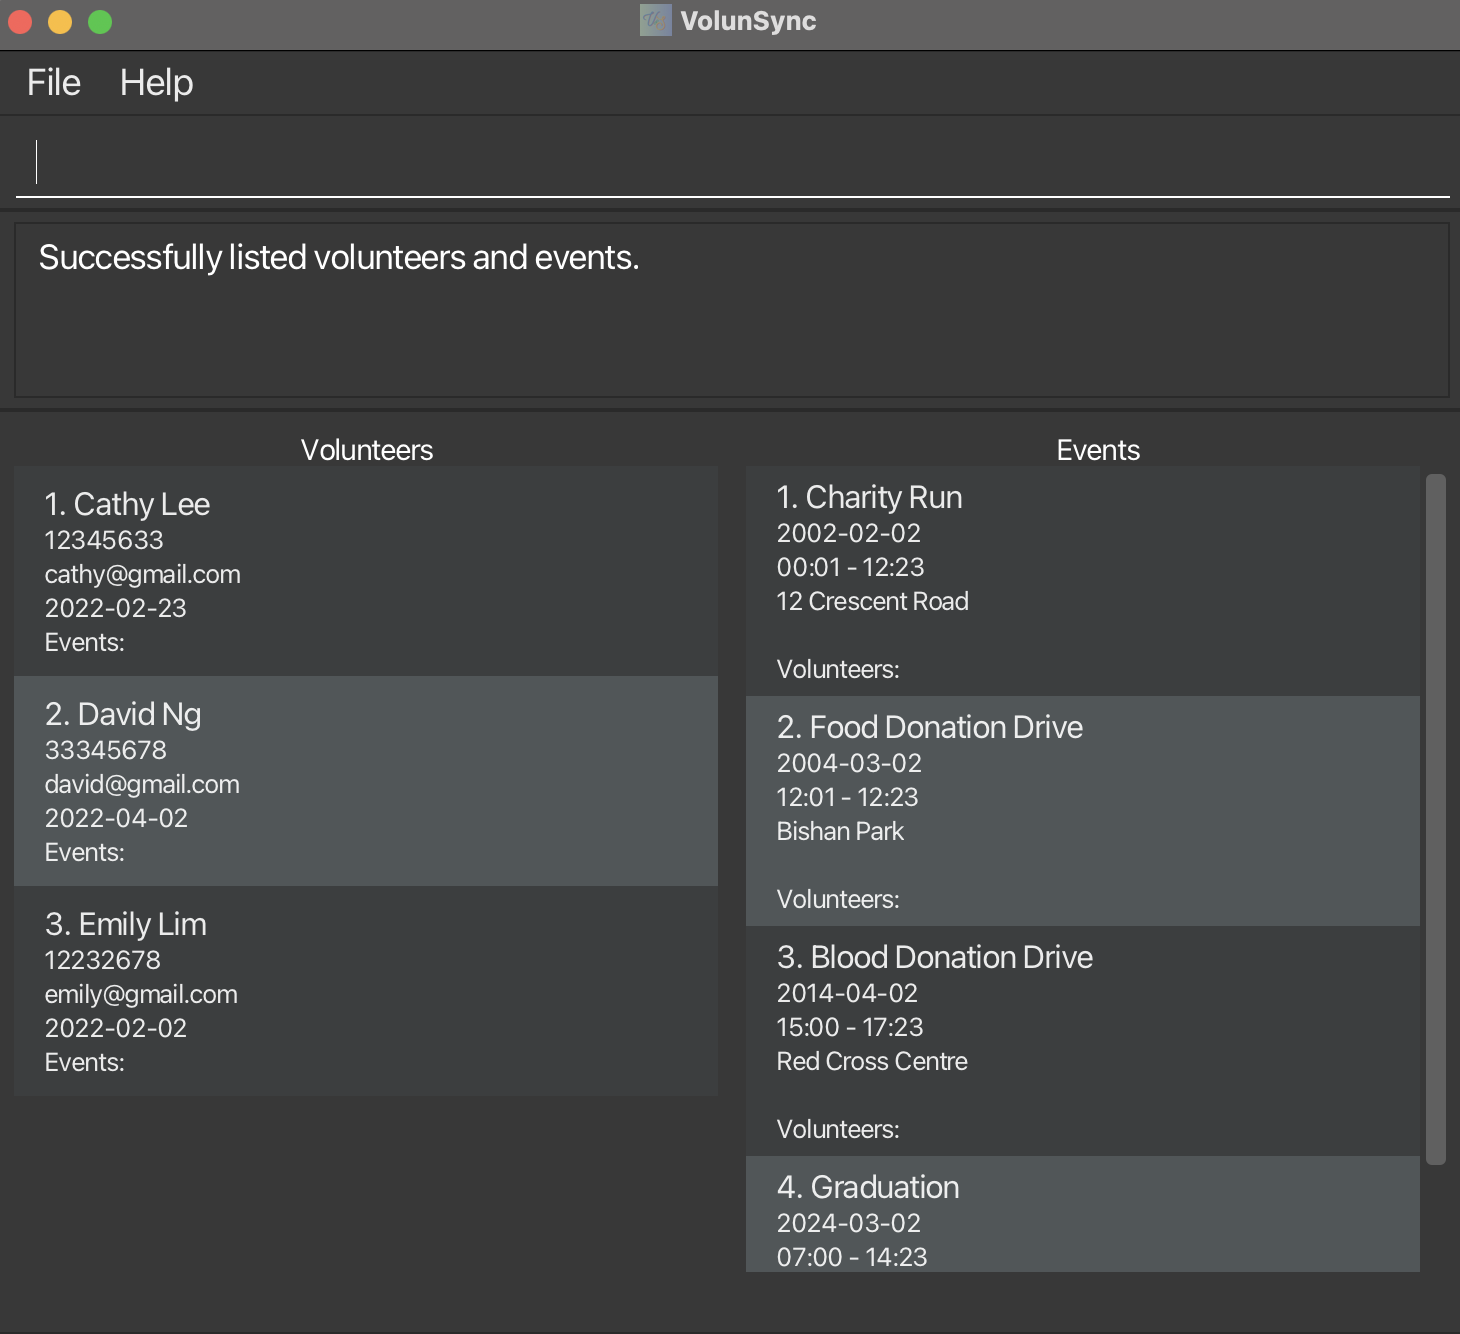 VolunSync
File Help
Successfully listed volunteers and events.
Volunteers
1. Cathy Lee
12345633
cathy@gmail.com
2022-02-23
Events:
2. David Ng
33345678
david@gmail.com
2022-04-02
Events:
3. Emily Lim
12232678
emily@gmail.com
2022-02-02
Events:
Events
1. Charity Run
2002-02-02
00:01 - 12:23
12 Crescent Road
Volunteers:
2. Food Donation Drive
2004-03-02
12:01 - 12:23
Bishan Park
Volunteers:
3. Blood Donation Drive
2014-04-02
15:00 - 17:23
Red Cross Centre
Volunteers:
4. Graduation
2024-03-02
07:00 - 14:23